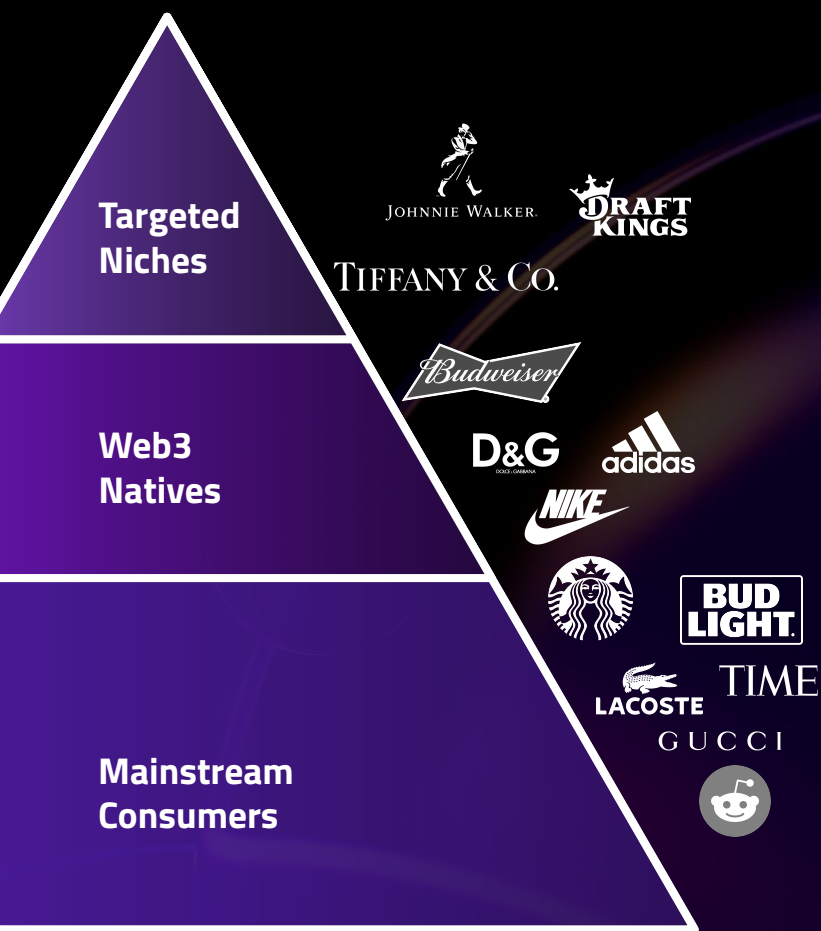 Targeted
Niches
JOHNNIE WALKER.
DRAFT
KINGS
TIFFANY & CO.
Budweiser
Web3
Natives
D&G
DOLCE & GABBANA
adidas
NIKE
BUD
LIGHT.
LACOSTE
TIME
GUCCI
Mainstream
Consumers